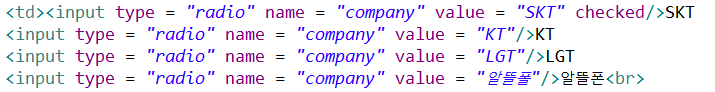 <td><input type = "radio" name = "company" value = "SKT" checked/>SKT
<input type = "radio" name = "company" value = "KT"/>KT
<input type = "radio" name = "company" value = "LGT"/>LGT
<input type = "radio" name = "company" value = "알뜰폴"/>알뜰폰<br>